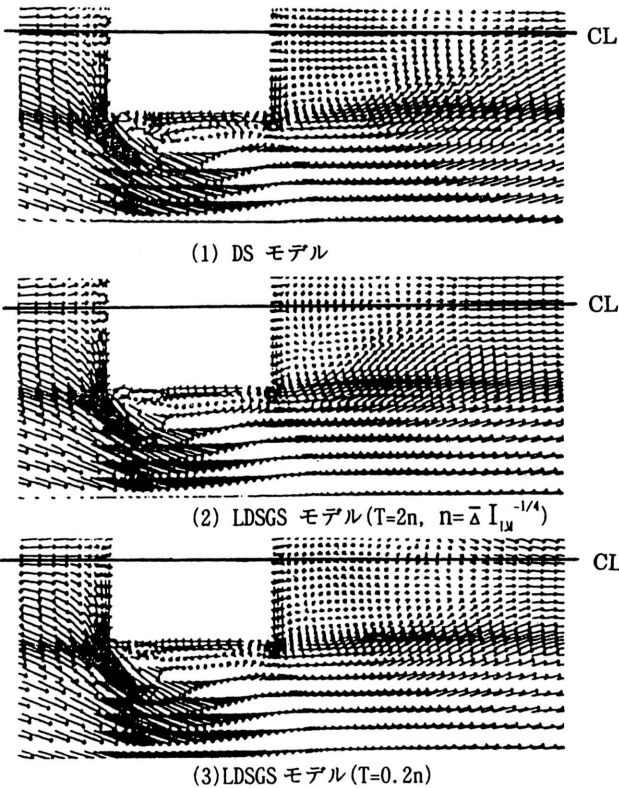 CL
(1) DS モデル
CL
(2) LDSGS モデル(T=2n, n=Δ̅ I_LM^-1/4)
CL
(3)LDSGS モデル(T=0.2n)